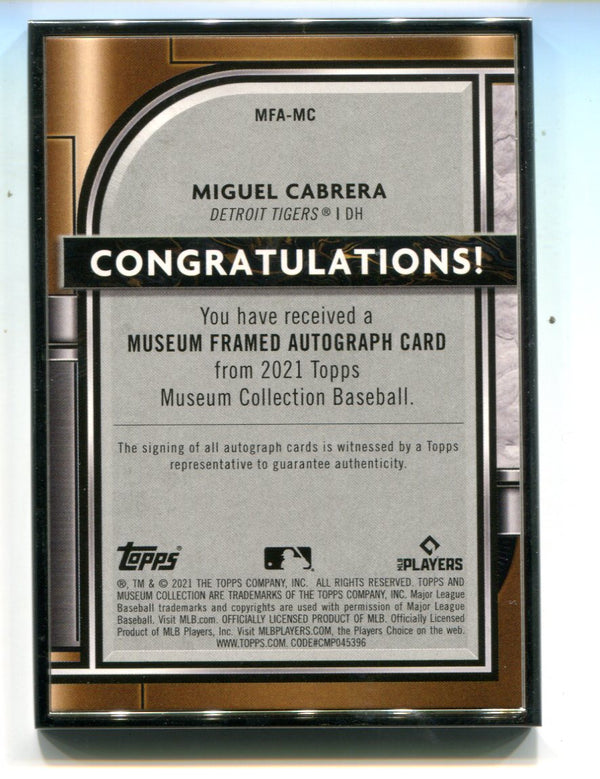 MFA-MC
MIGUEL CABRERA
DETROIT TIGERS® | DH
CONGRATULATIONS!
You have received a
MUSEUM FRAMED AUTOGRAPH CARD
from 2021 Topps
Museum Collection Baseball.
The signing of all autograph cards is witnessed by a Topps
representative to guarantee authenticity.
Topps®
MLB PLAYERS
®, TM & © 2021 THE TOPPS COMPANY, INC. ALL RIGHTS RESERVED. TOPPS AND
MUSEUM COLLECTION ARE TRADEMARKS OF THE TOPPS COMPANY, INC. Major League
Baseball trademarks and copyrights are used with permission of Major League
Baseball. Visit MLB.com. OFFICIALLY LICENSED PRODUCT OF MLB. Officially Licensed
Product of MLB Players, Inc. Visit MLBPLAYERS.COM, the Players Choice on the web.
WWW.TOPPS.COM. CODE#CMP045396